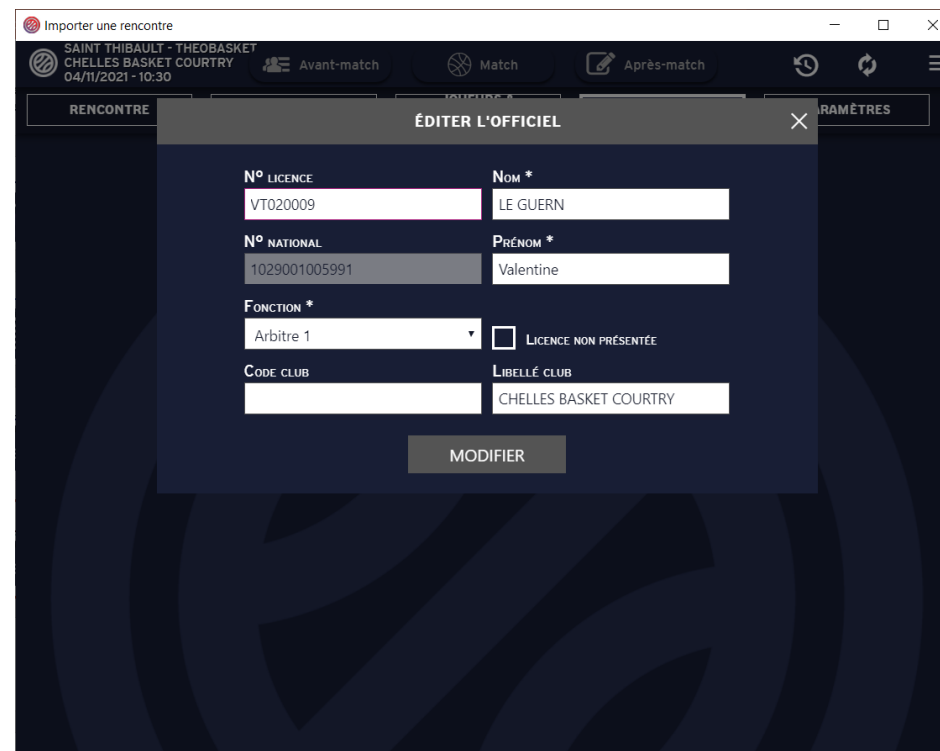 Importer une rencontre
SAINT THIBAULT - THEOBASKET
CHELLES BASKET COURTRY
04/11/2021 - 10:30
Avant-match
Match
Après-match
RENCONTRE
ÉDITER L'OFFICIEL
Nº LICENCE
NOM *
VT020009
LE GUERN
Nº NATIONAL
PRÉNOM *
1029001005991
Valentine
FONCTION *
Arbitre 1
LICENCE NON PRÉSENTÉE
CODE CLUB
LIBELLÉ CLUB
CHELLES BASKET COURTRY
MODIFIER